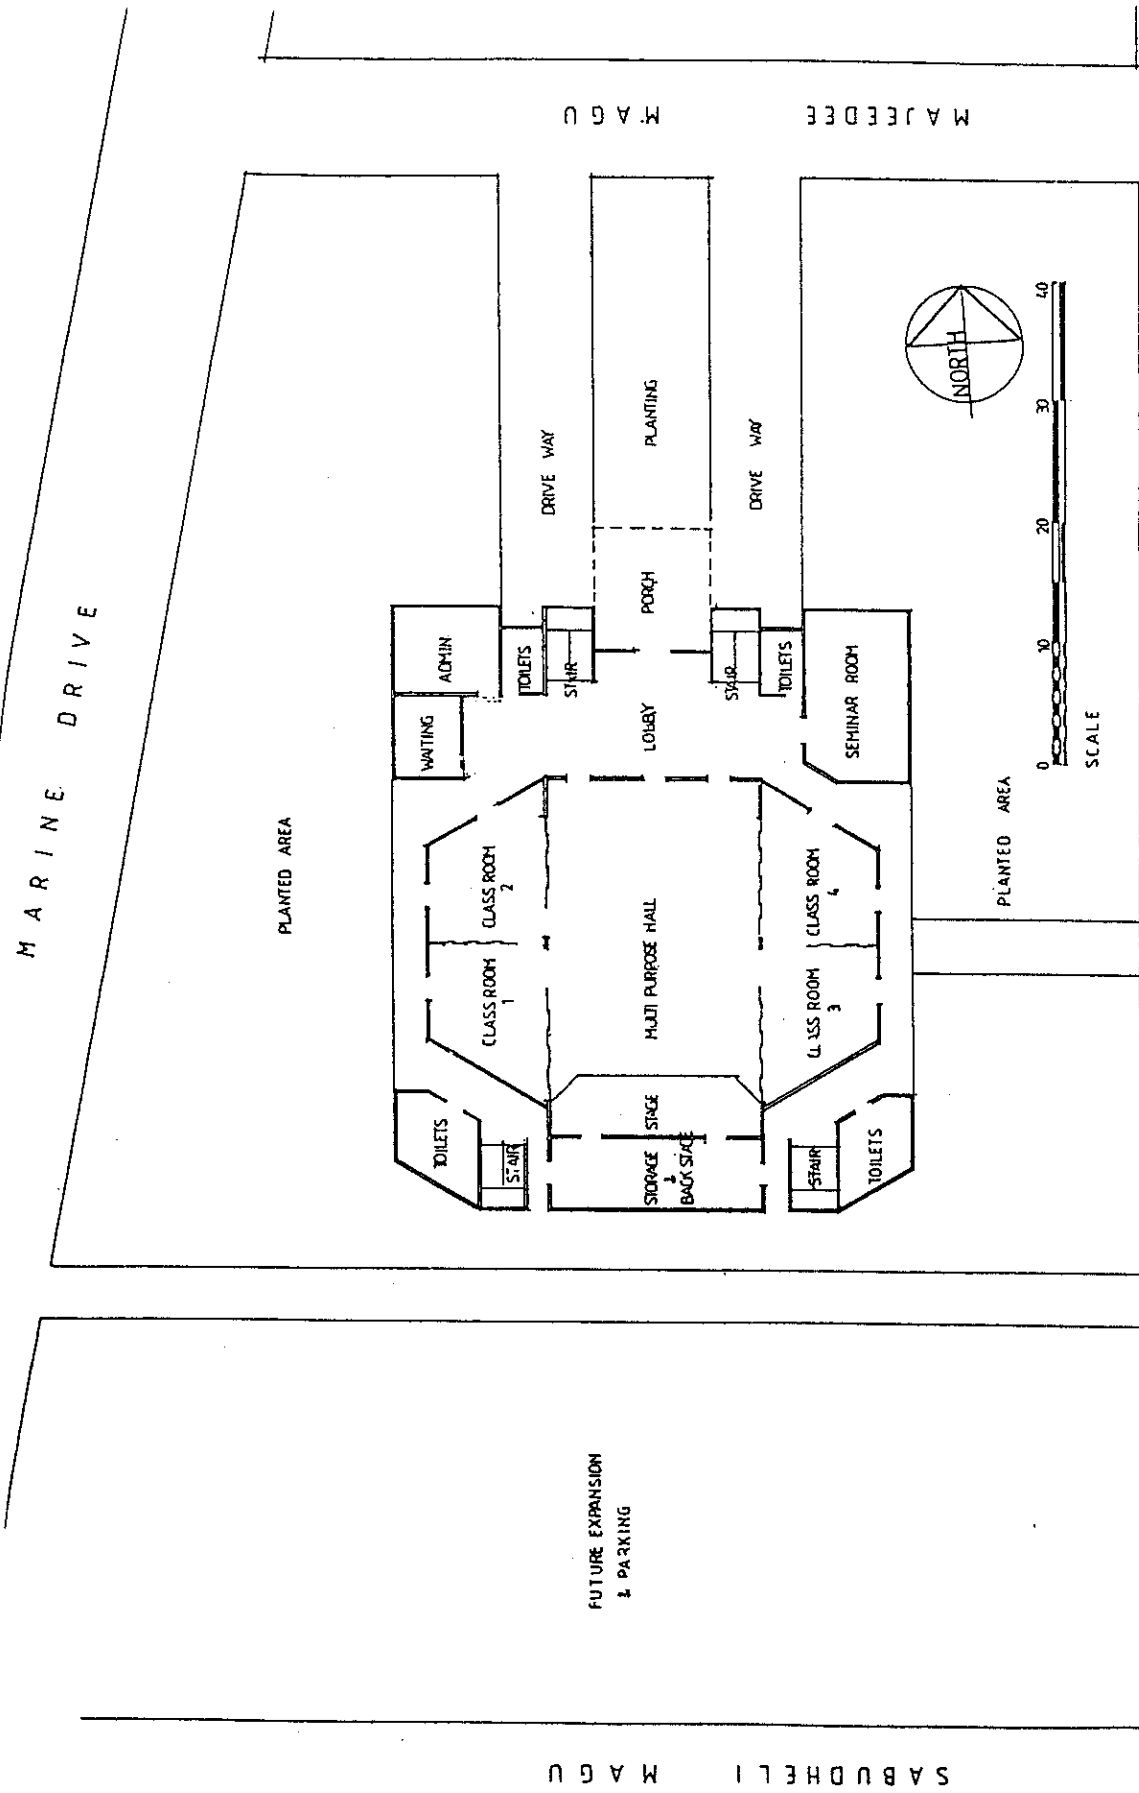 MARINE DRIVE
MAJEEDEE MAGU
SABUDHELI MAGU
PLANTED AREA
WAITING
ADMIN
TOILETS
STAIR
DRIVE WAY
CLASS ROOM
1
CLASS ROOM
2
TOILETS
STAIR
STORAGE
&
BACK STAGE
STAGE
MULTI PURPOSE HALL
LOBBY
PORCH
PLANTING
STAIR
TOILETS
DRIVE WAY
CLASS ROOM
3
CLASS ROOM
4
SEMINAR ROOM
STAIR
TOILETS
PLANTED AREA
NORTH
0 10 20 30 40
SCALE
FUTURE EXPANSION
& PARKING